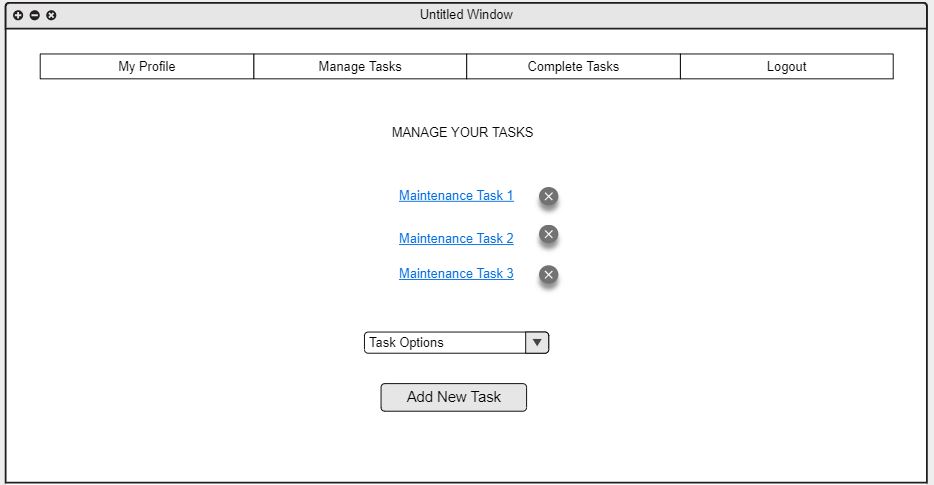 Untitled Window
My Profile Manage Tasks Complete Tasks Logout
MANAGE YOUR TASKS
Maintenance Task 1
Maintenance Task 2
Maintenance Task 3
Task Options
Add New Task